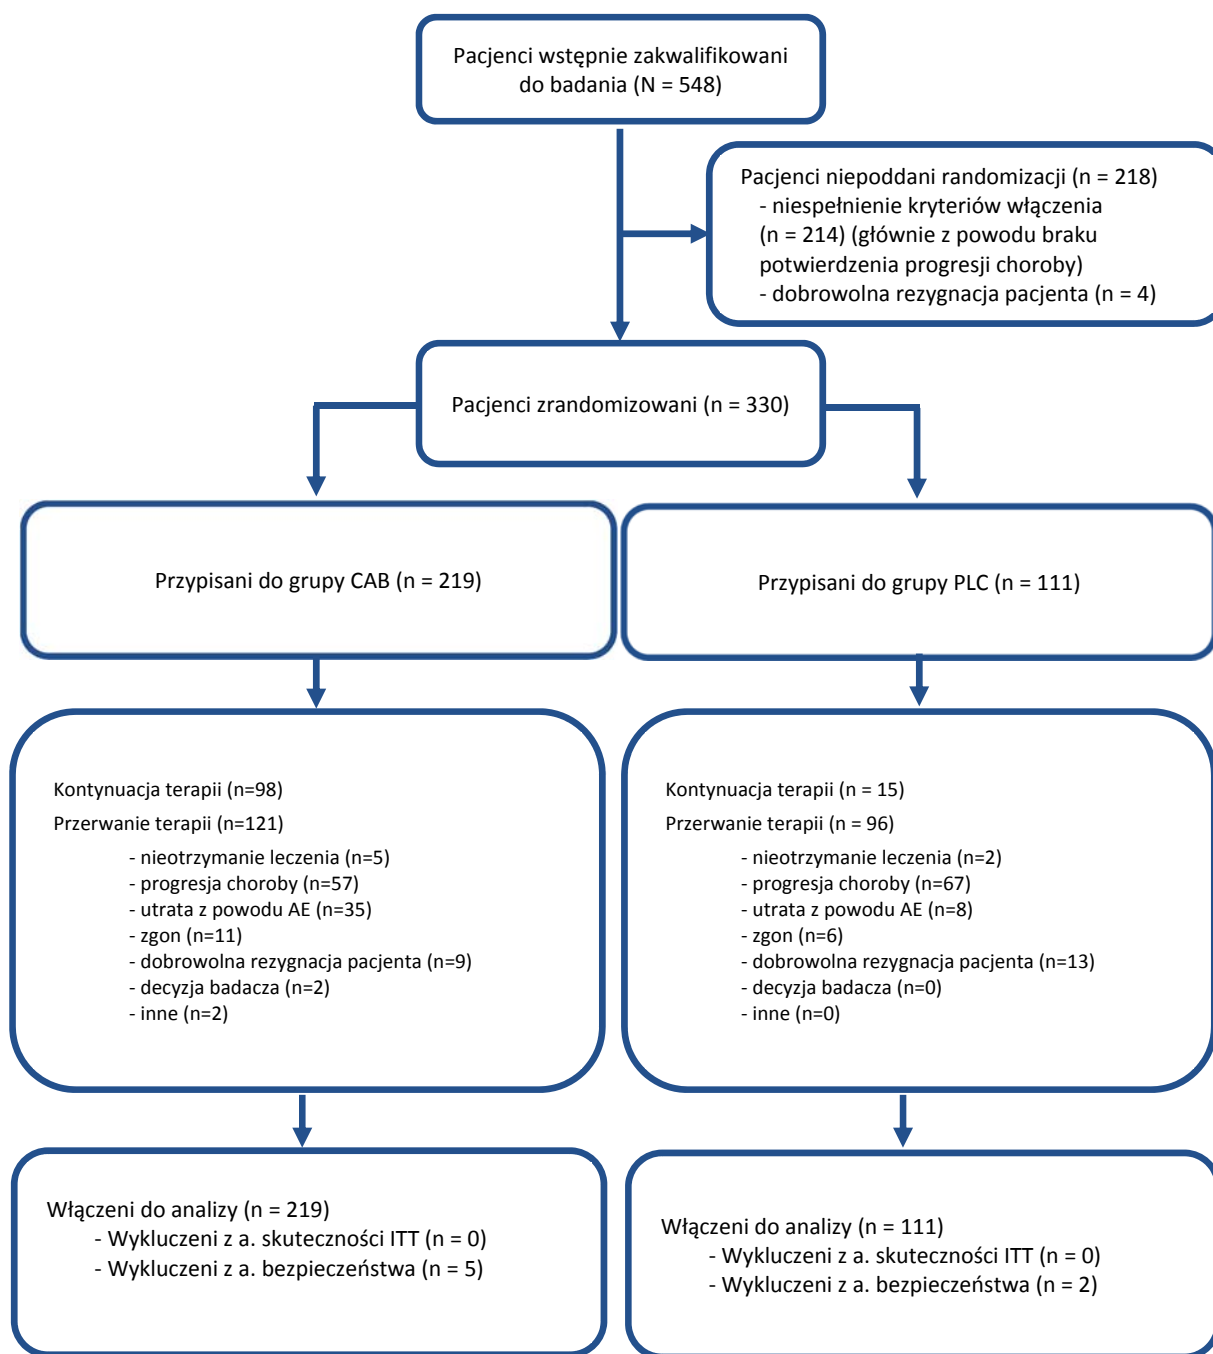 Pacjenci wstępnie zakwalifikowani
do badania (N = 548)
Pacjenci niepoddani randomizacji (n = 218)
- niespełnienie kryteriów włączenia
(n = 214) (głównie z powodu braku
potwierdzenia progresji choroby)
- dobrowolna rezygnacja pacjenta (n = 4)
Pacjenci zrandomizowani (n = 330)
Przypisani do grupy CAB (n = 219)
Przypisani do grupy PLC (n = 111)
Kontynuacja terapii (n=98)
Przerwanie terapii (n=121)
- nieotrzymanie leczenia (n=5)
- progresja choroby (n=57)
- utrata z powodu AE (n=35)
- zgon (n=11)
- dobrowolna rezygnacja pacjenta (n=9)
- decyzja badacza (n=2)
- inne (n=2)
Kontynuacja terapii (n = 15)
Przerwanie terapii (n = 96)
- nieotrzymanie leczenia (n=2)
- progresja choroby (n=67)
- utrata z powodu AE (n=8)
- zgon (n=6)
- dobrowolna rezygnacja pacjenta (n=13)
- decyzja badacza (n=0)
- inne (n=0)
Włączeni do analizy (n = 219)
- Wykluczeni z a. skuteczności ITT (n = 0)
- Wykluczeni z a. bezpieczeństwa (n = 5)
Włączeni do analizy (n = 111)
- Wykluczeni z a. skuteczności ITT (n = 0)
- Wykluczeni z a. bezpieczeństwa (n = 2)